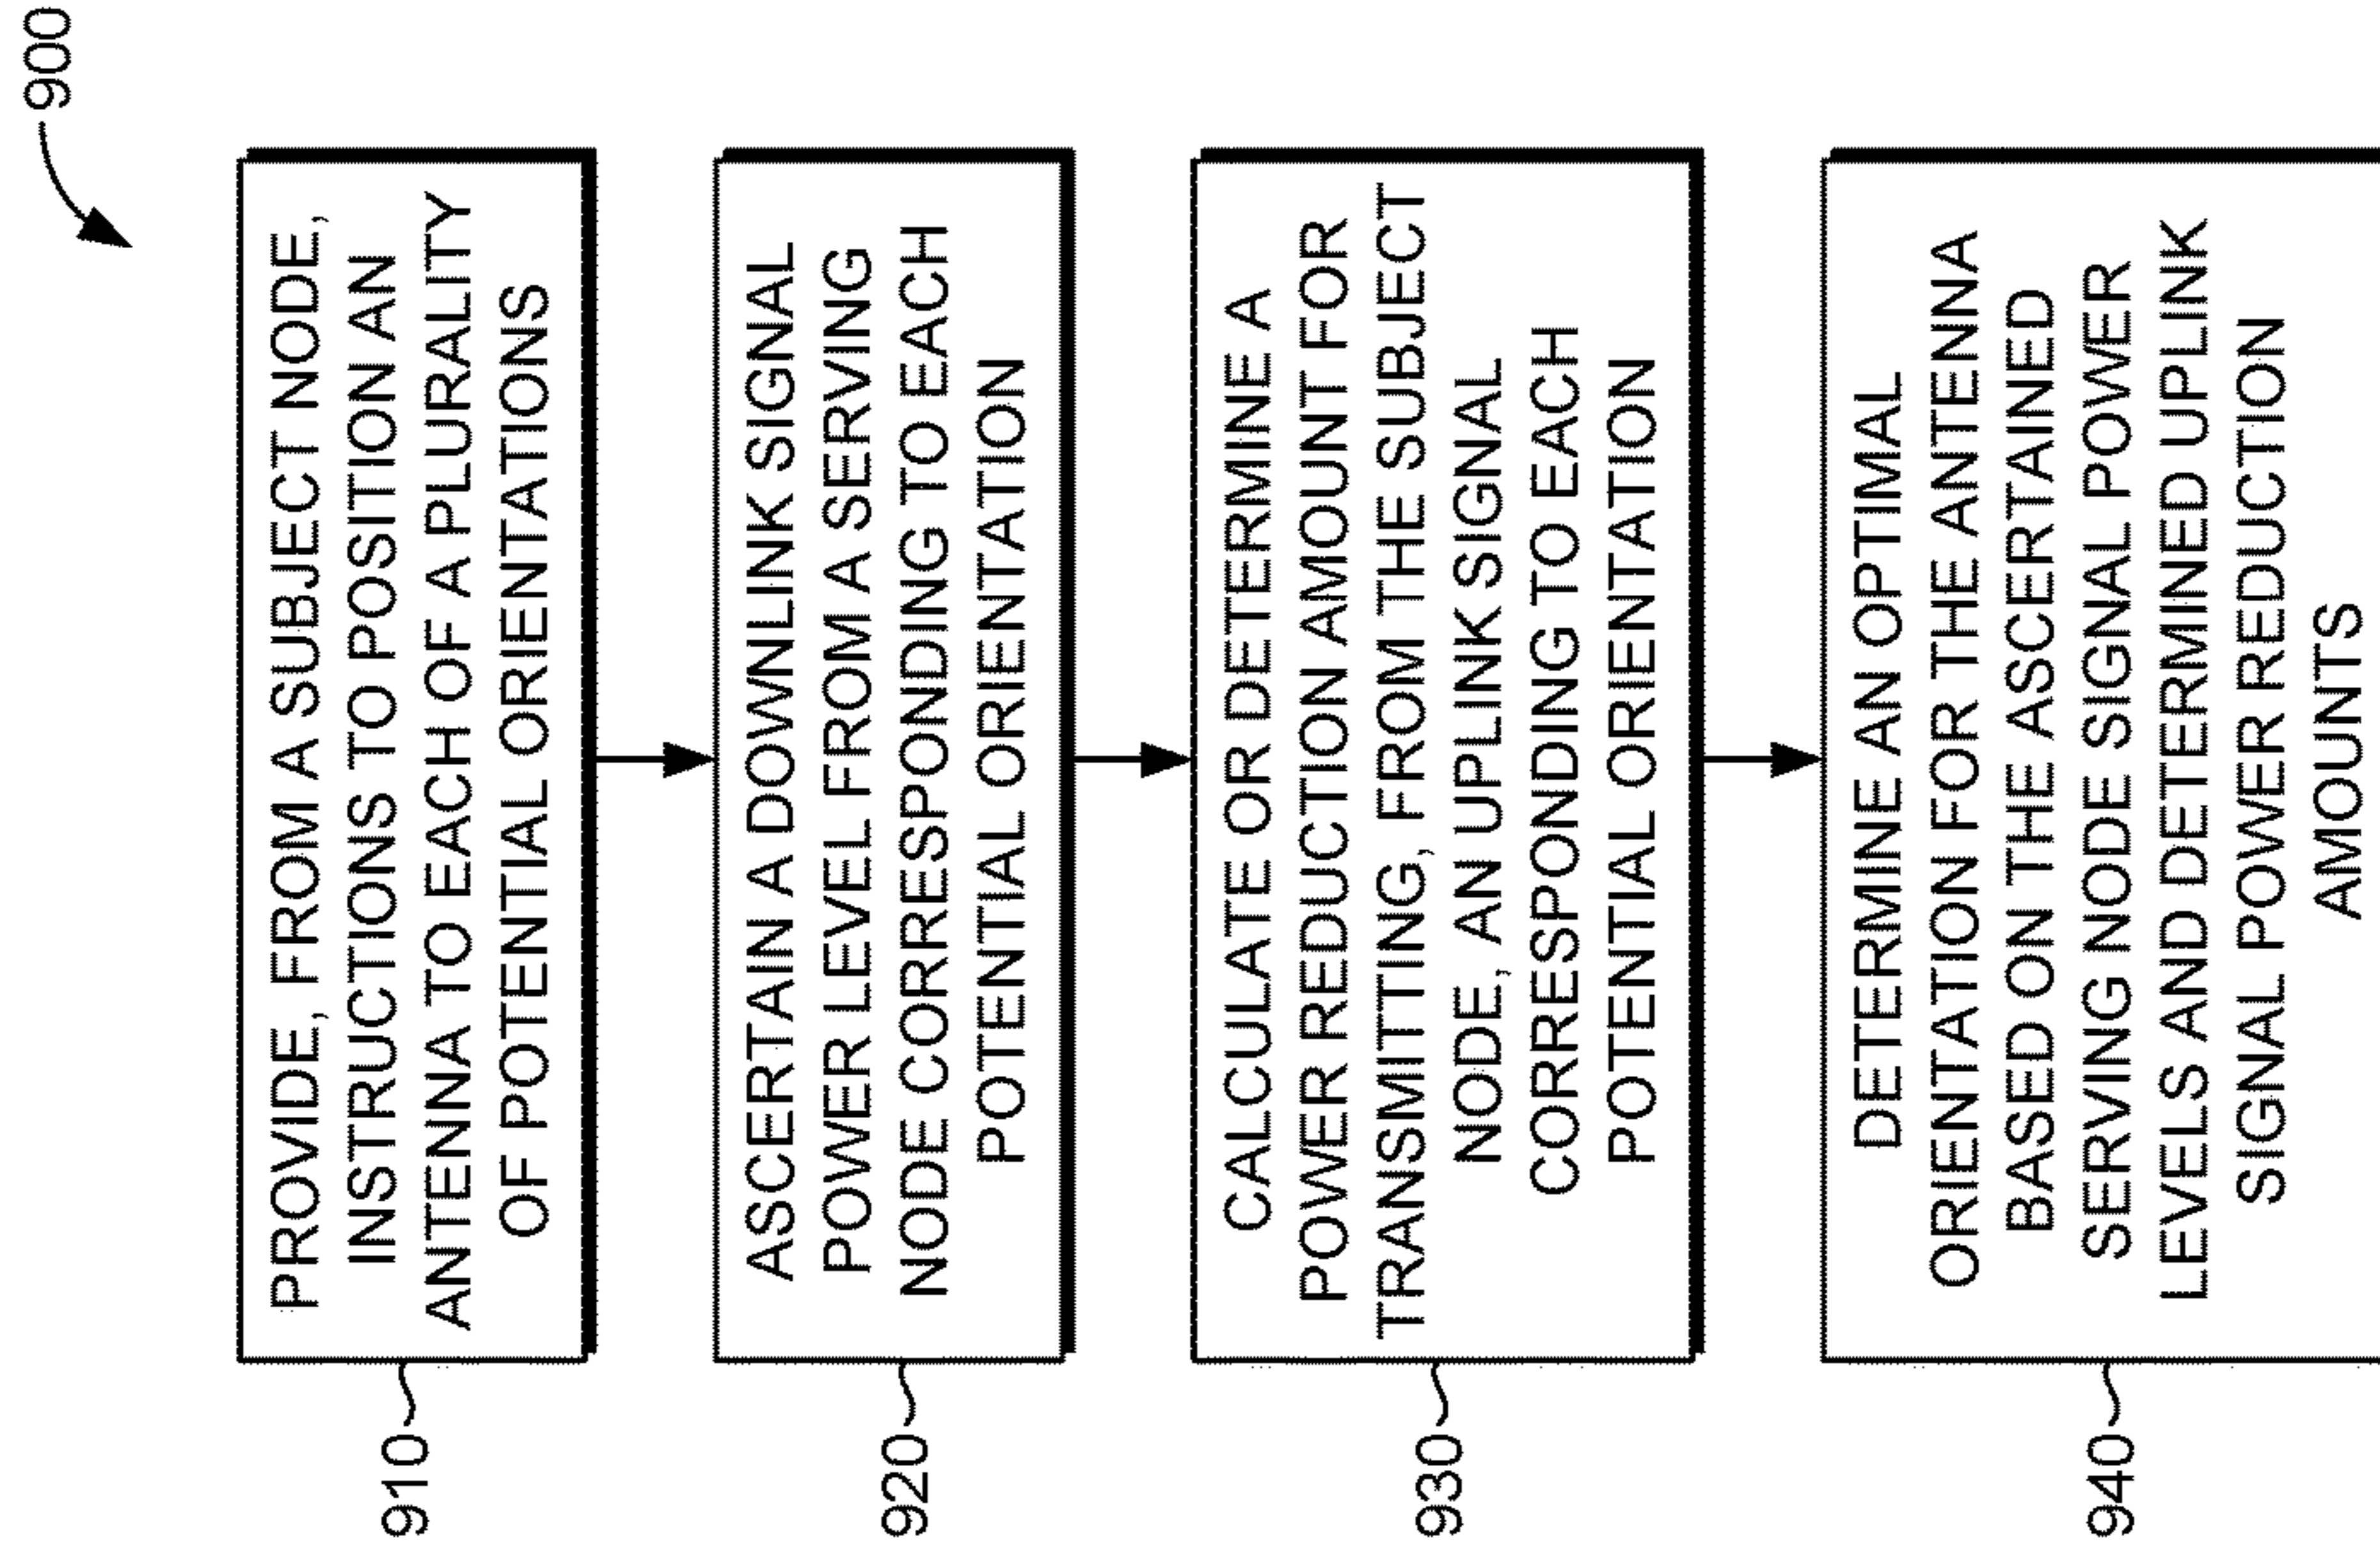 900
910
PROVIDE, FROM A SUBJECT NODE,
INSTRUCTIONS TO POSITION AN
ANTENNA TO EACH OF A PLURALITY
OF POTENTIAL ORIENTATIONS
920
ASCERTAIN A DOWNLINK SIGNAL
POWER LEVEL FROM A SERVING
NODE CORRESPONDING TO EACH
POTENTIAL ORIENTATION
930
CALCULATE OR DETERMINE A
POWER REDUCTION AMOUNT FOR
TRANSMITTING, FROM THE SUBJECT
NODE, AN UPLINK SIGNAL
CORRESPONDING TO EACH
POTENTIAL ORIENTATION
940
DETERMINE AN OPTIMAL
ORIENTATION FOR THE ANTENNA
BASED ON THE ASCERTAINED
SERVING NODE SIGNAL POWER
LEVELS AND DETERMINED UPLINK
SIGNAL POWER REDUCTION
AMOUNTS